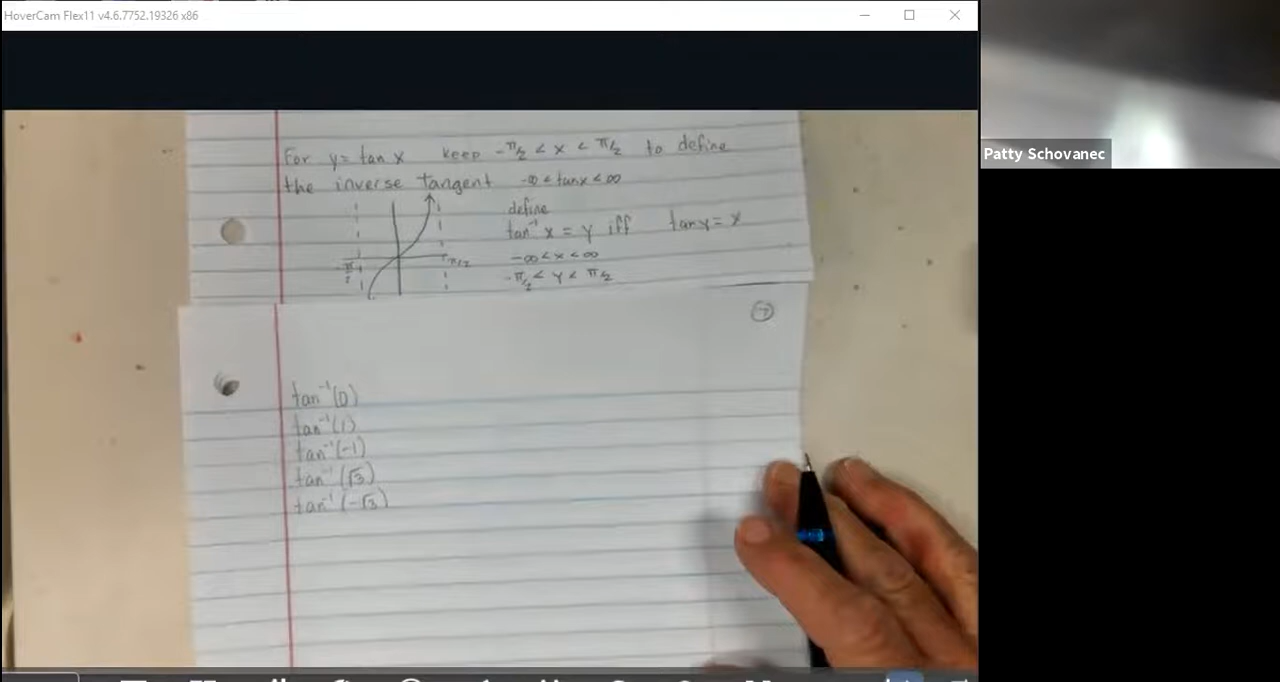 HoverCam Flex11 v4.6.7752.19326 x86
Patty Schovanec
For y = tan x keep -π/2 < x < π/2 to define
the inverse tangent -∞ < tan x < ∞
define
tan⁻¹ x = y iff tan y = x
-∞ < x < ∞
-π/2 < y < π/2
-π/2
π/2
7
tan⁻¹(0)
tan⁻¹(1)
tan⁻¹(-1)
tan⁻¹(√3)
tan⁻¹(-√3)